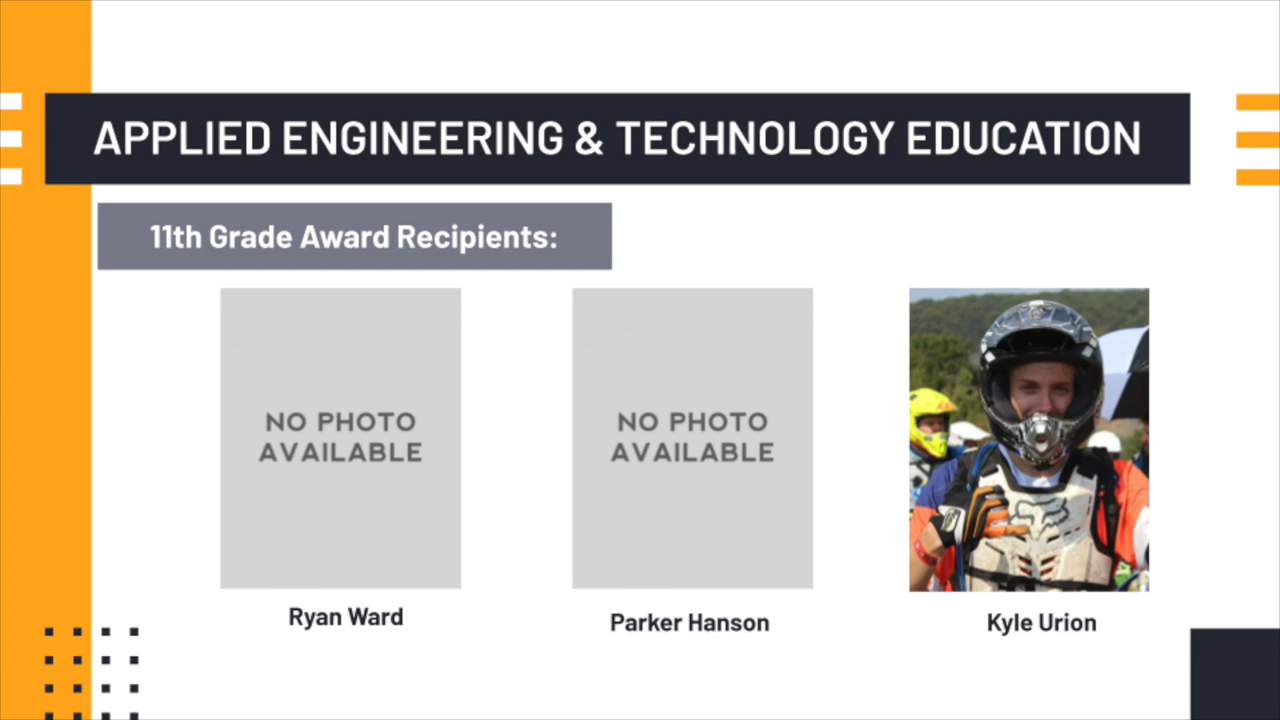 APPLIED ENGINEERING & TECHNOLOGY EDUCATION
11th Grade Award Recipients:
NO PHOTO
AVAILABLE
NO PHOTO
AVAILABLE
Ryan Ward
Parker Hanson
Kyle Urion